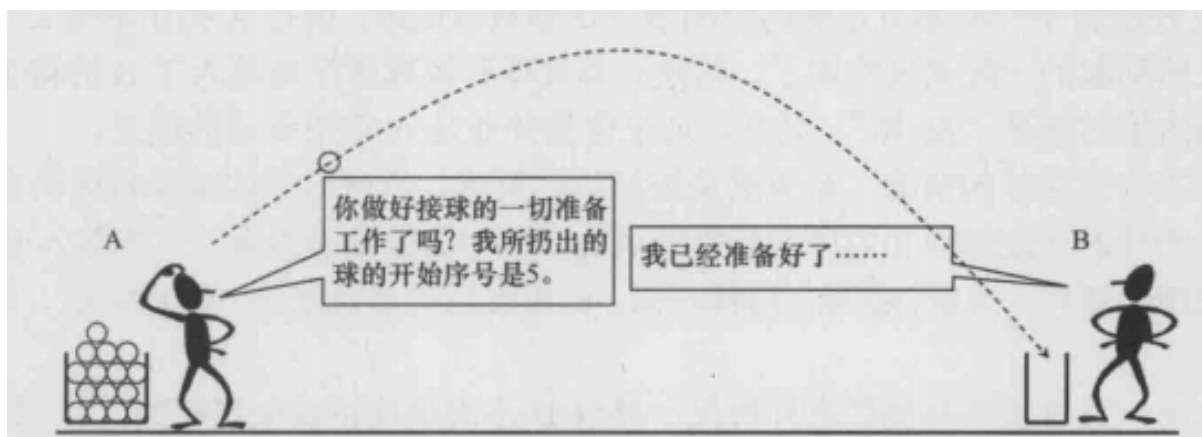 A
你做好接球的一切准备
工作了吗？我所扔出的
球的开始序号是5。
我已经准备好了……
B